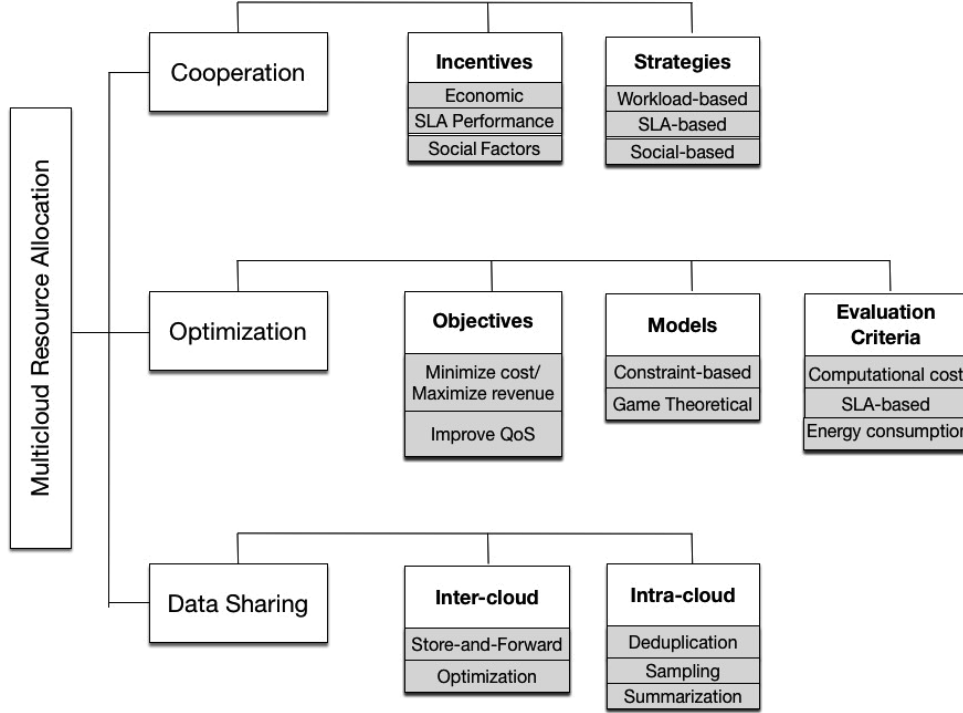 Multicloud Resource Allocation
Cooperation
Incentives
Economic
SLA Performance
Social Factors
Strategies
Workload-based
SLA-based
Social-based
Optimization
Objectives
Minimize cost/
Maximize revenue
Improve QoS
Models
Constraint-based
Game Theoretical
Evaluation
Criteria
Computational cost
SLA-based
Energy consumption
Data Sharing
Inter-cloud
Store-and-Forward
Optimization
Intra-cloud
Deduplication
Sampling
Summarization